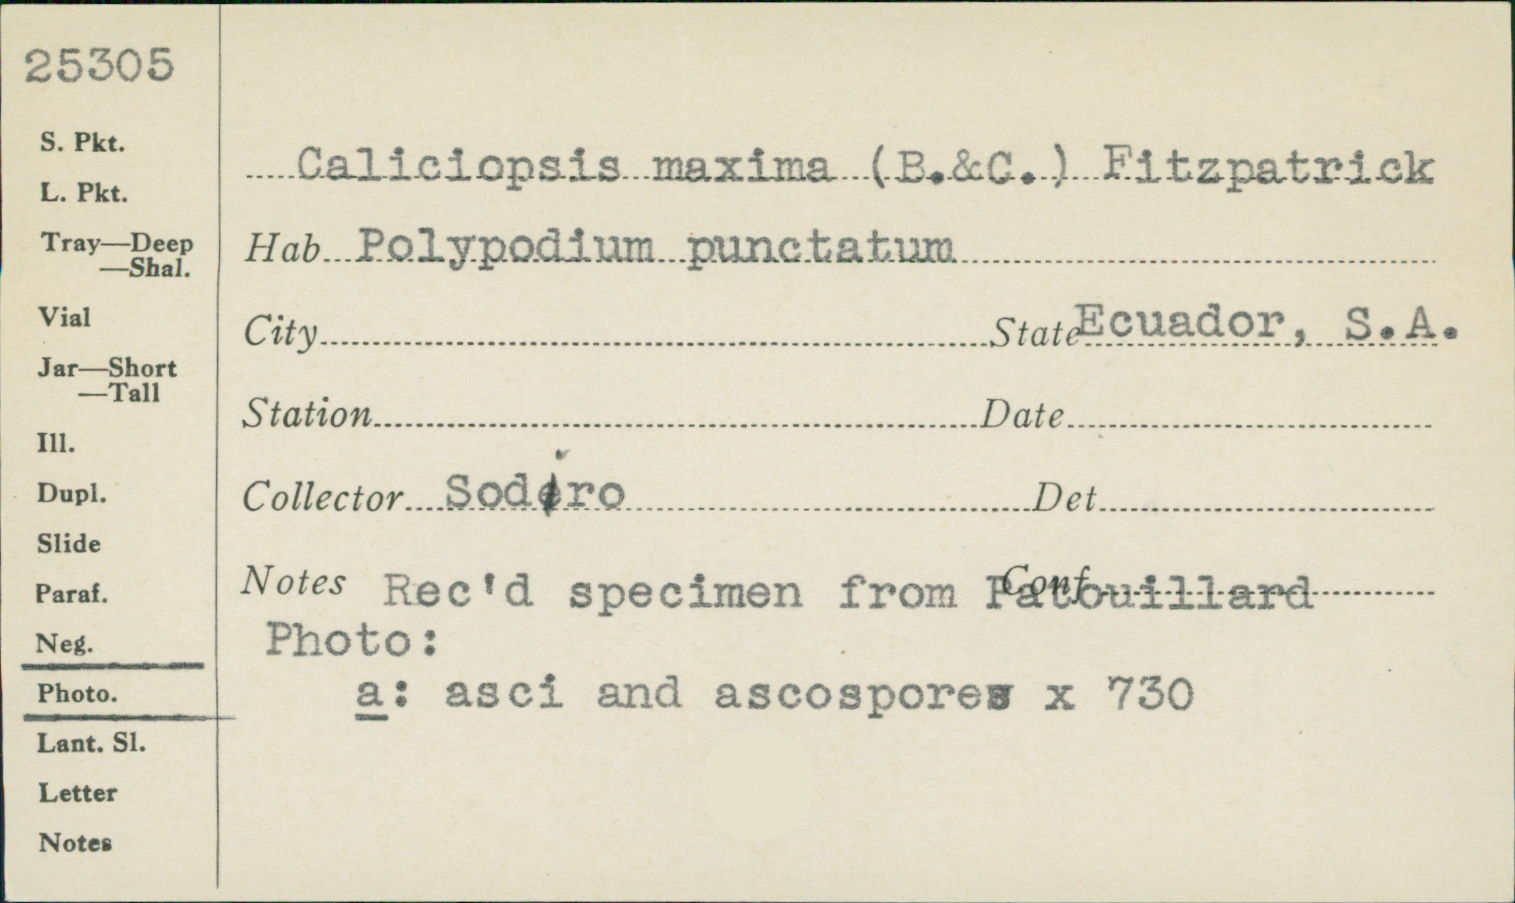 25305
S. Pkt.
L. Pkt.
Tray—Deep
—Shal.
Vial
Jar—Short
—Tall
Ill.
Dupl.
Slide
Paraf.
Neg.
Photo.
Lant. Sl.
Letter
Notes
Caliciopsis maxima (B.&C.) Fitzpatrick
Hab Polypodium punctatum
City State Ecuador, S.A.
Station Date
Collector Sodiro Det
Notes Rec'd specimen from Patouillard Conf.
Photo:
a: asci and ascospores x 730